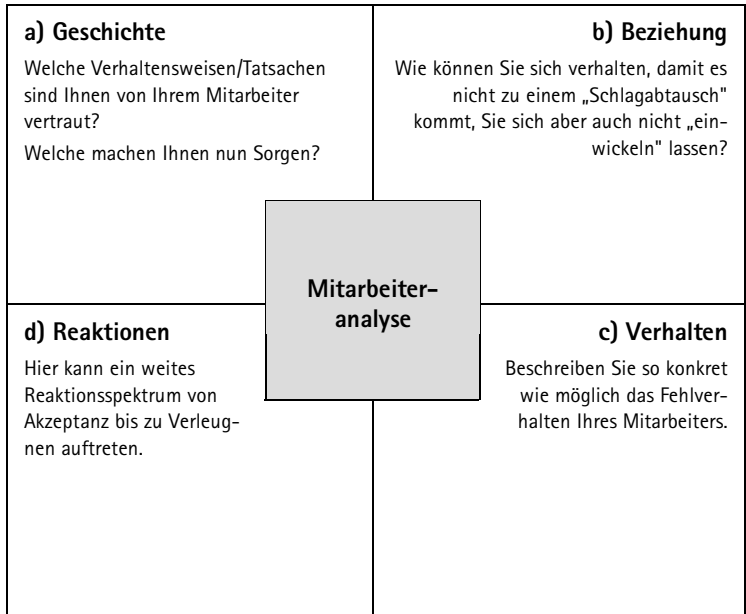 a) Geschichte
Welche Verhaltensweisen/Tatsachen
sind Ihnen von Ihrem Mitarbeiter
vertraut?
Welche machen Ihnen nun Sorgen?
b) Beziehung
Wie können Sie sich verhalten, damit es
nicht zu einem „Schlagabtausch"
kommt, Sie sich aber auch nicht „ein-
wickeln" lassen?
Mitarbeiter-
analyse
d) Reaktionen
Hier kann ein weites
Reaktionsspektrum von
Akzeptanz bis zu Verleug-
nen auftreten.
c) Verhalten
Beschreiben Sie so konkret
wie möglich das Fehlver-
halten Ihres Mitarbeiters.